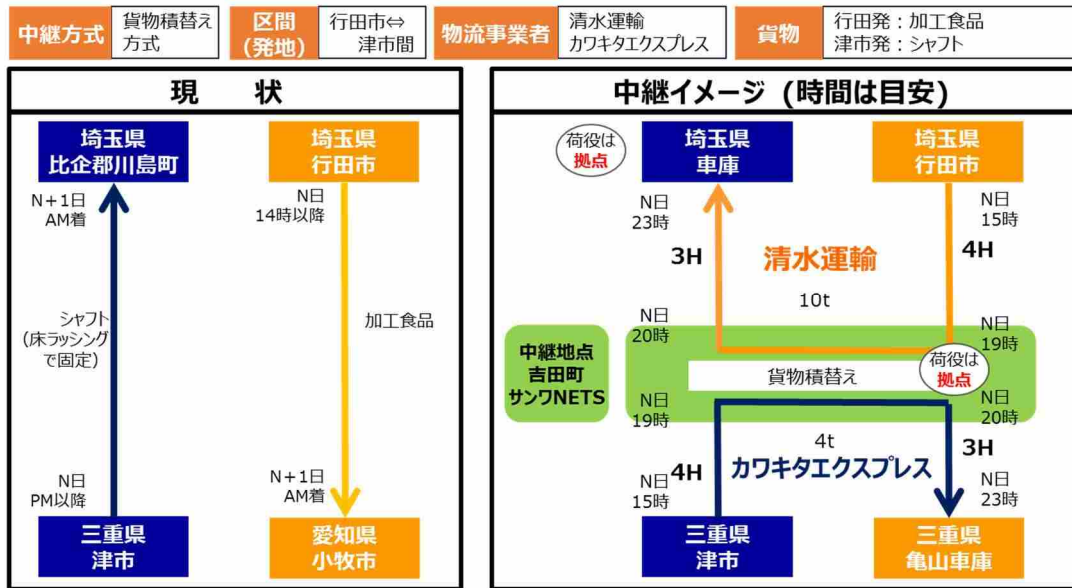 中継方式
貨物積替え
方式
区間
(発地)
行田市⇔
津市間
物流事業者
清水運輸
カワキタエクスプレス
貨物
行田発：加工食品
津市発：シャフト
現 状
埼玉県
比企郡川島町
埼玉県
行田市
N＋1日
AM着
N日
14時以降
シャフト
(床ラッシング
で固定)
加工食品
N日
PM以降
N＋1日
AM着
三重県
津市
愛知県
小牧市
中継イメージ (時間は目安)
荷役は
拠点
埼玉県
車庫
埼玉県
行田市
N日
23時
N日
15時
3H
清水運輸
4H
10t
N日
20時
N日
19時
中継地点
吉田町
サンワNETS
貨物積替え
荷役は
拠点
N日
19時
N日
20時
4t
4H
カワキタエクスプレス
3H
N日
15時
N日
23時
三重県
津市
三重県
亀山車庫